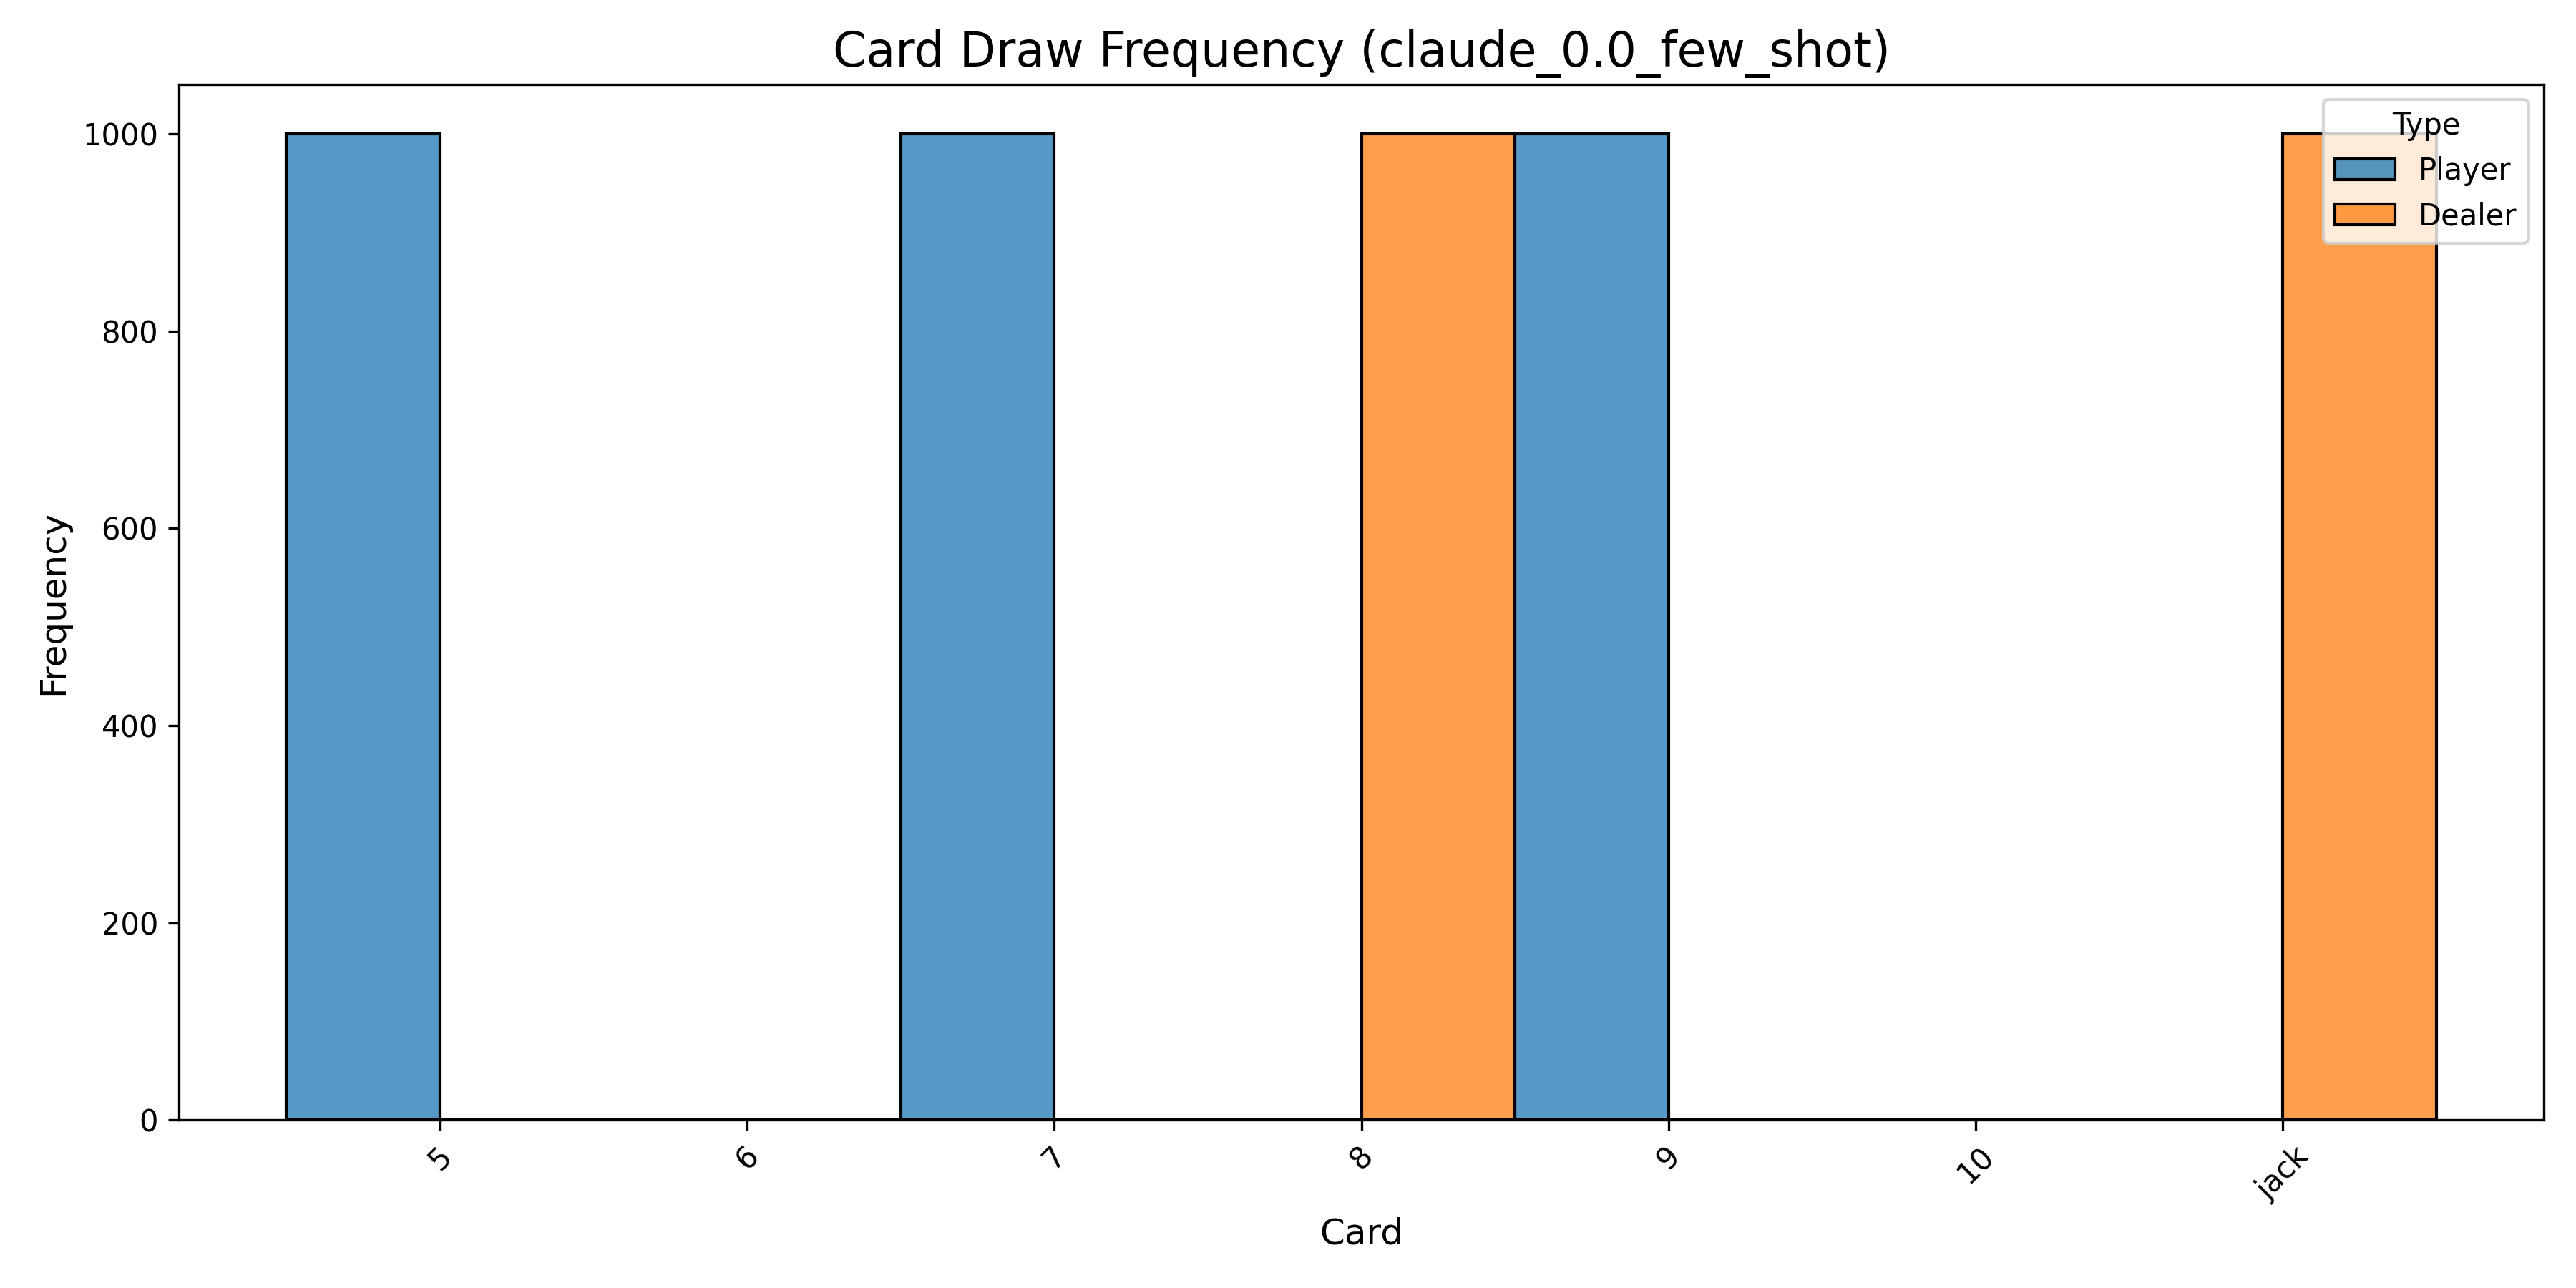 Card Draw Frequency (claude_0.0_few_shot)
Type
Player
Dealer
Frequency
1000
800
600
400
200
0
5
6
7
8
9
10
jack
Card